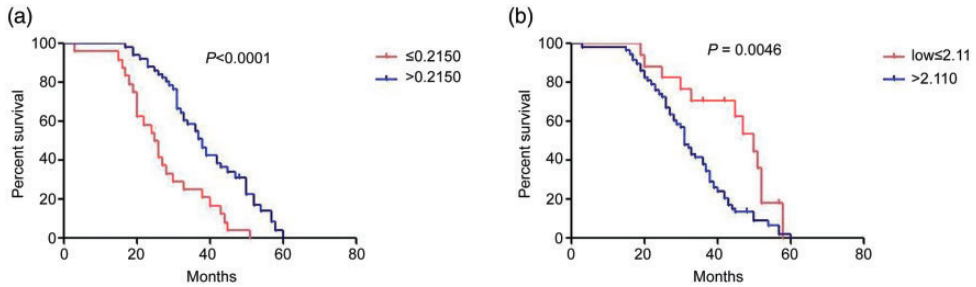 (a)
P<0.0001
≤0.2150
>0.2150
Percent survival
100
80
60
40
20
0
0 20 40 60 80
Months
(b)
P = 0.0046
low≤2.11
>2.110
Percent survival
100
80
60
40
20
0
0 20 40 60 80
Months